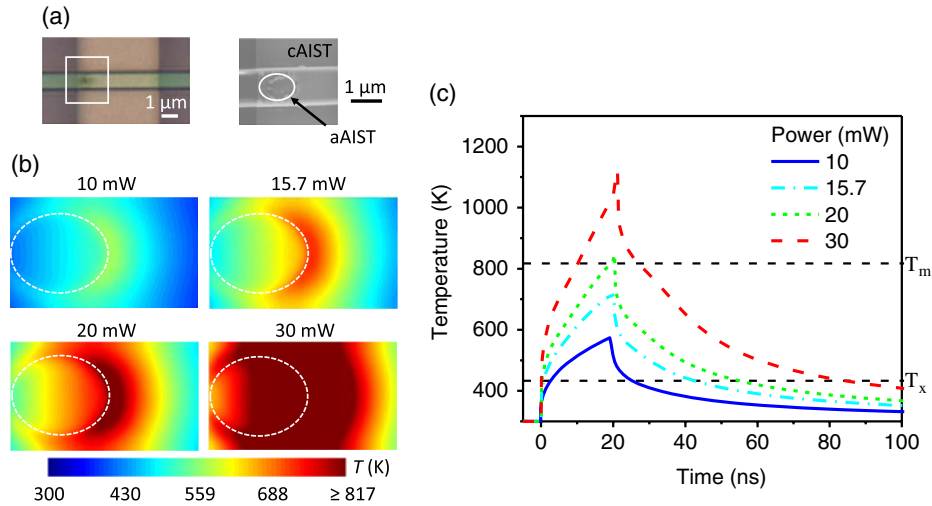 (a)
1 µm
cAIST
aAIST
1 µm
(b)
10 mW
15.7 mW
20 mW
30 mW
T (K)
300 430 559 688 ≥ 817
(c)
Power (mW)
10
15.7
20
30
Temperature (K)
1200
1000
800
600
400
Tm
Tx
0 20 40 60 80 100
Time (ns)